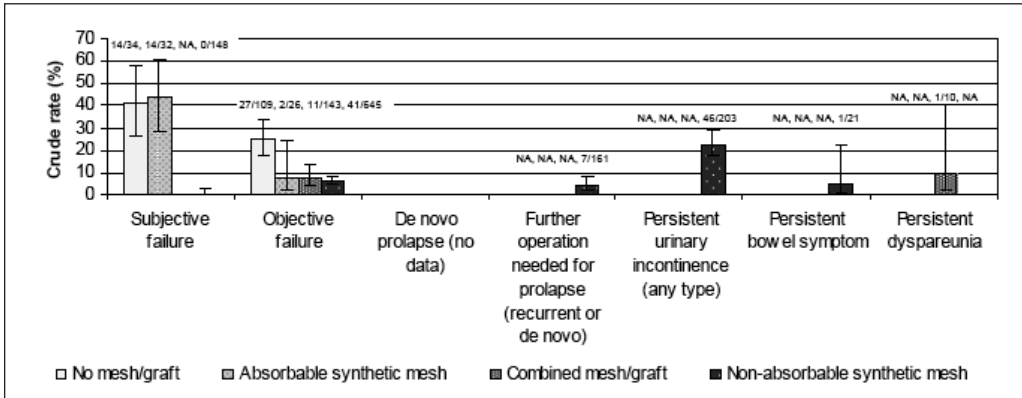 70
60
50
40
30
20
10
0
Crude rate (%)
14/34, 14/32, NA, 0/148
27/109, 2/26, 11/143, 41/645
NA, NA, NA, 7/161
NA, NA, NA, 46/203
NA, NA, NA, 1/21
NA, NA, 1/10, NA
Subjective
failure
Objective
failure
De novo
prolapse (no
data)
Further
operation
needed for
prolapse
(recurrent or
de novo)
Persistent
urinary
incontinence
(any type)
Persistent
bowel symptom
Persistent
dyspareunia
No mesh/graft
Absorbable synthetic mesh
Combined mesh/graft
Non-absorbable synthetic mesh